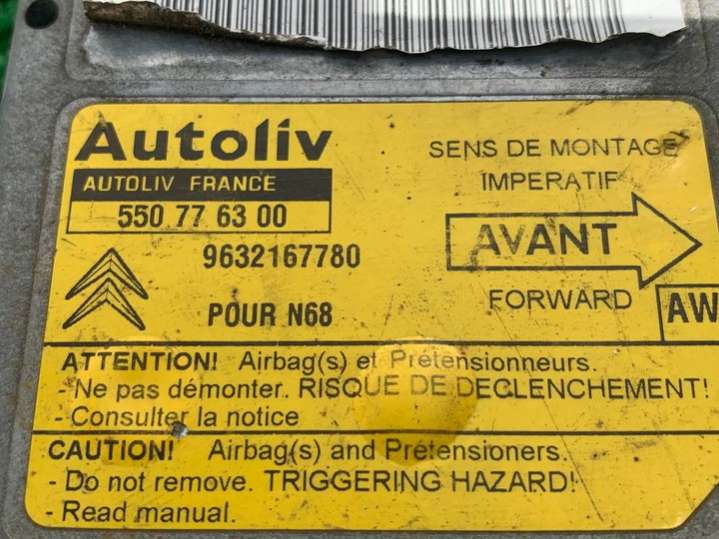 Autoliv
AUTOLIV FRANCE
550 77 63 00
9632167780
POUR N68
SENS DE MONTAGE
IMPERATIF
AVANT
FORWARD
AW
ATTENTION! Airbag(s) et Prétensionneurs.
- Ne pas démonter. RISQUE DE DECLENCHEMENT!
- Consulter la notice
CAUTION! Airbag(s) and Prétensioners.
- Do not remove. TRIGGERING HAZARD!
- Read manual.